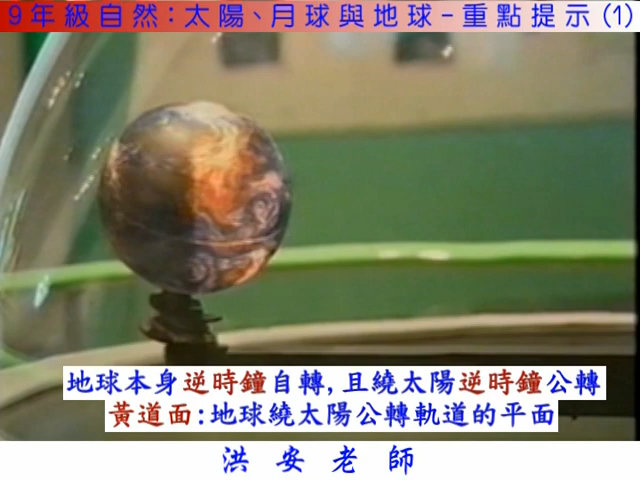 9年級自然:太陽、月球與地球-重點提示(1)
地球本身逆時鐘自轉,且繞太陽逆時鐘公轉
黃道面:地球繞太陽公轉軌道的平面
洪安老師